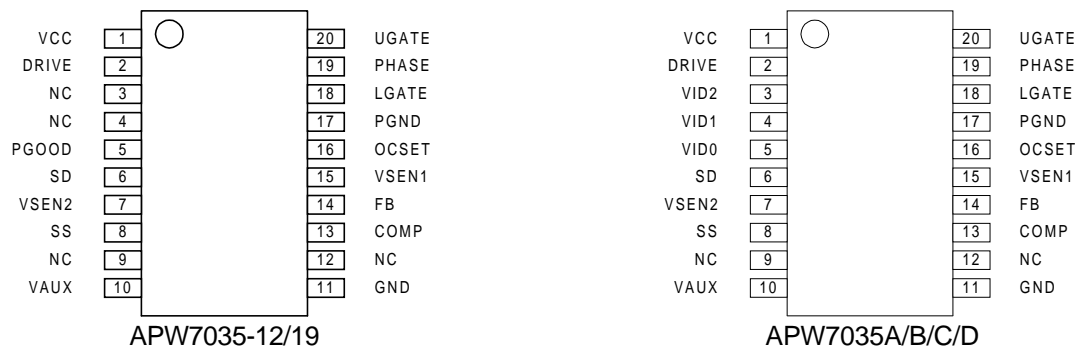 VCC 1 20 UGATE
DRIVE 2 19 PHASE
NC 3 18 LGATE
NC 4 17 PGND
PGOOD 5 16 OCSET
SD 6 15 VSEN1
VSEN2 7 14 FB
SS 8 13 COMP
NC 9 12 NC
VAUX 10 11 GND
APW7035-12/19
VCC 1 20 UGATE
DRIVE 2 19 PHASE
VID2 3 18 LGATE
VID1 4 17 PGND
VID0 5 16 OCSET
SD 6 15 VSEN1
VSEN2 7 14 FB
SS 8 13 COMP
NC 9 12 NC
VAUX 10 11 GND
APW7035A/B/C/D